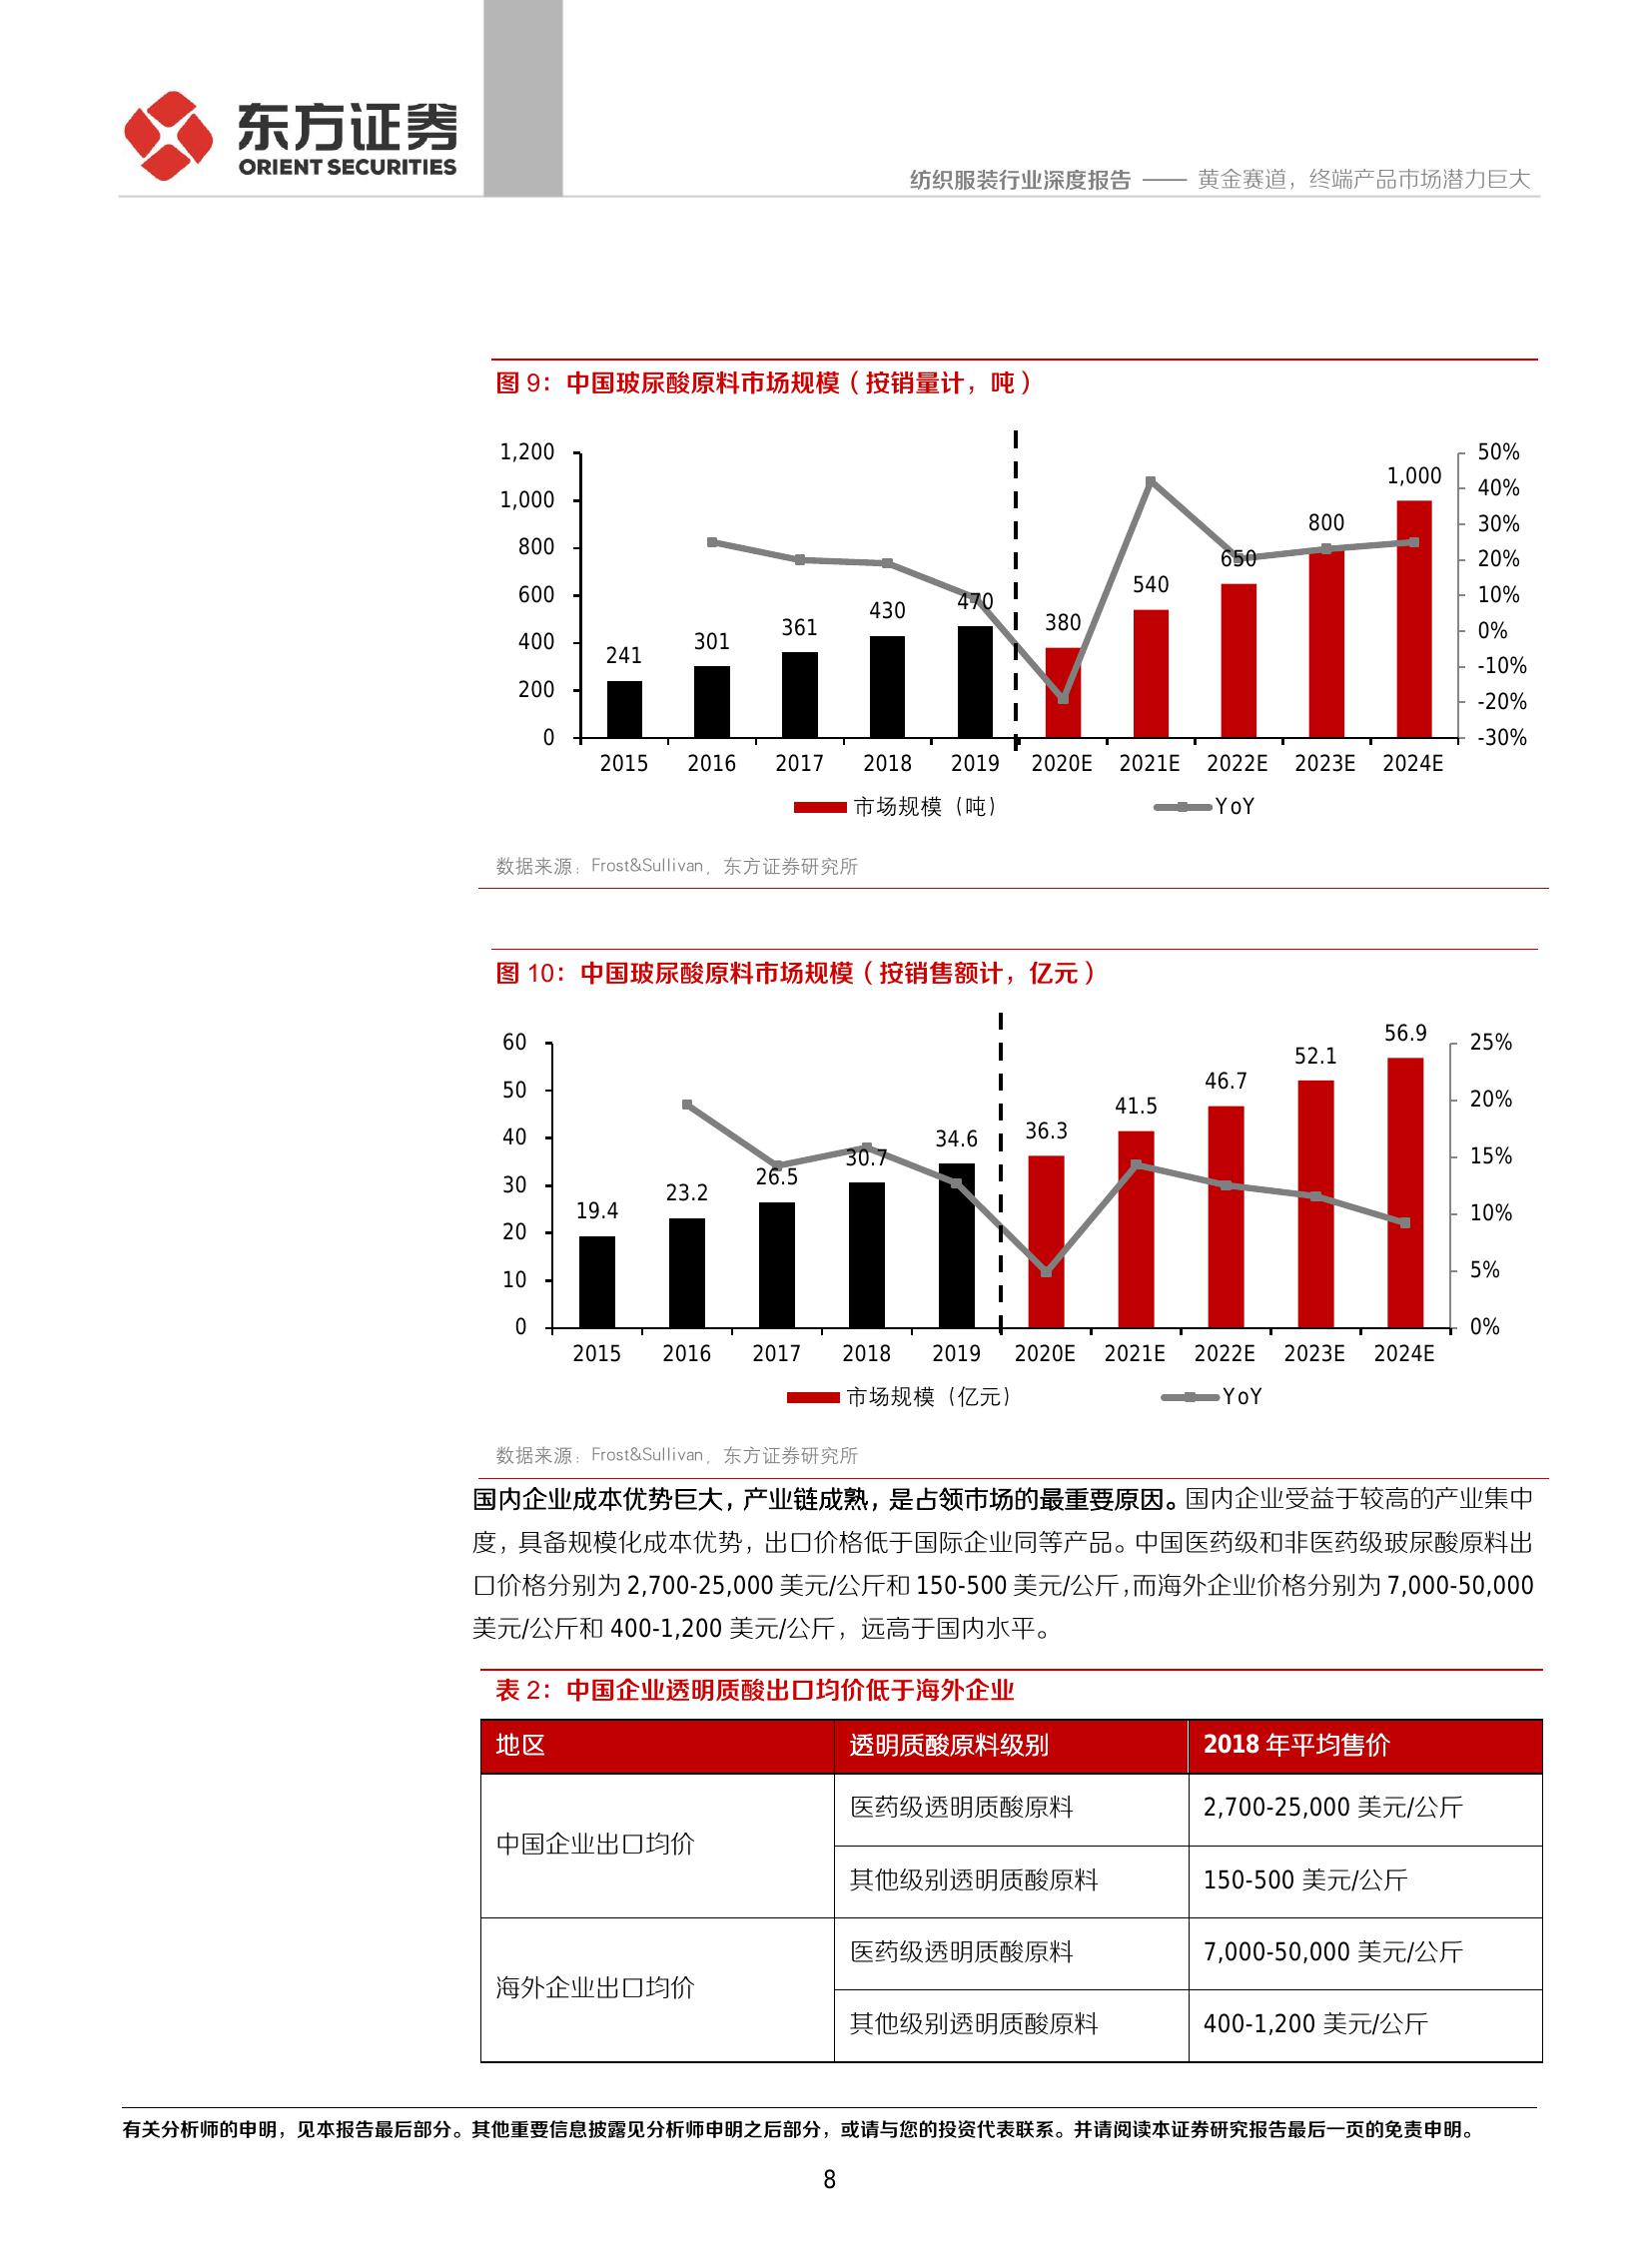 东方证券
ORIENT SECURITIES
纺织服装行业深度报告 —— 黄金赛道，终端产品市场潜力巨大
图 9：中国玻尿酸原料市场规模（按销量计，吨）
1,200
1,000
800
600
400
200
0
50%
40%
30%
20%
10%
0%
-10%
-20%
-30%
241
301
361
430
470
380
540
650
800
1,000
2015 2016 2017 2018 2019 2020E 2021E 2022E 2023E 2024E
市场规模（吨） YoY
数据来源：Frost&Sullivan，东方证券研究所
图 10：中国玻尿酸原料市场规模（按销售额计，亿元）
60
50
40
30
20
10
0
25%
20%
15%
10%
5%
0%
19.4
23.2
26.5
30.7
34.6
36.3
41.5
46.7
52.1
56.9
2015 2016 2017 2018 2019 2020E 2021E 2022E 2023E 2024E
市场规模（亿元） YoY
数据来源：Frost&Sullivan，东方证券研究所
国内企业成本优势巨大，产业链成熟，是占领市场的最重要原因。国内企业受益于较高的产业集中
度，具备规模化成本优势，出口价格低于国际企业同等产品。中国医药级和非医药级玻尿酸原料出
口价格分别为 2,700-25,000 美元/公斤和 150-500 美元/公斤，而海外企业价格分别为 7,000-50,000
美元/公斤和 400-1,200 美元/公斤，远高于国内水平。
表 2：中国企业透明质酸出口均价低于海外企业
地区 透明质酸原料级别 2018 年平均售价
中国企业出口均价 医药级透明质酸原料 2,700-25,000 美元/公斤
其他级别透明质酸原料 150-500 美元/公斤
海外企业出口均价 医药级透明质酸原料 7,000-50,000 美元/公斤
其他级别透明质酸原料 400-1,200 美元/公斤
有关分析师的申明，见本报告最后部分。其他重要信息披露见分析师申明之后部分，或请与您的投资代表联系。并请阅读本证券研究报告最后一页的免责申明。
8